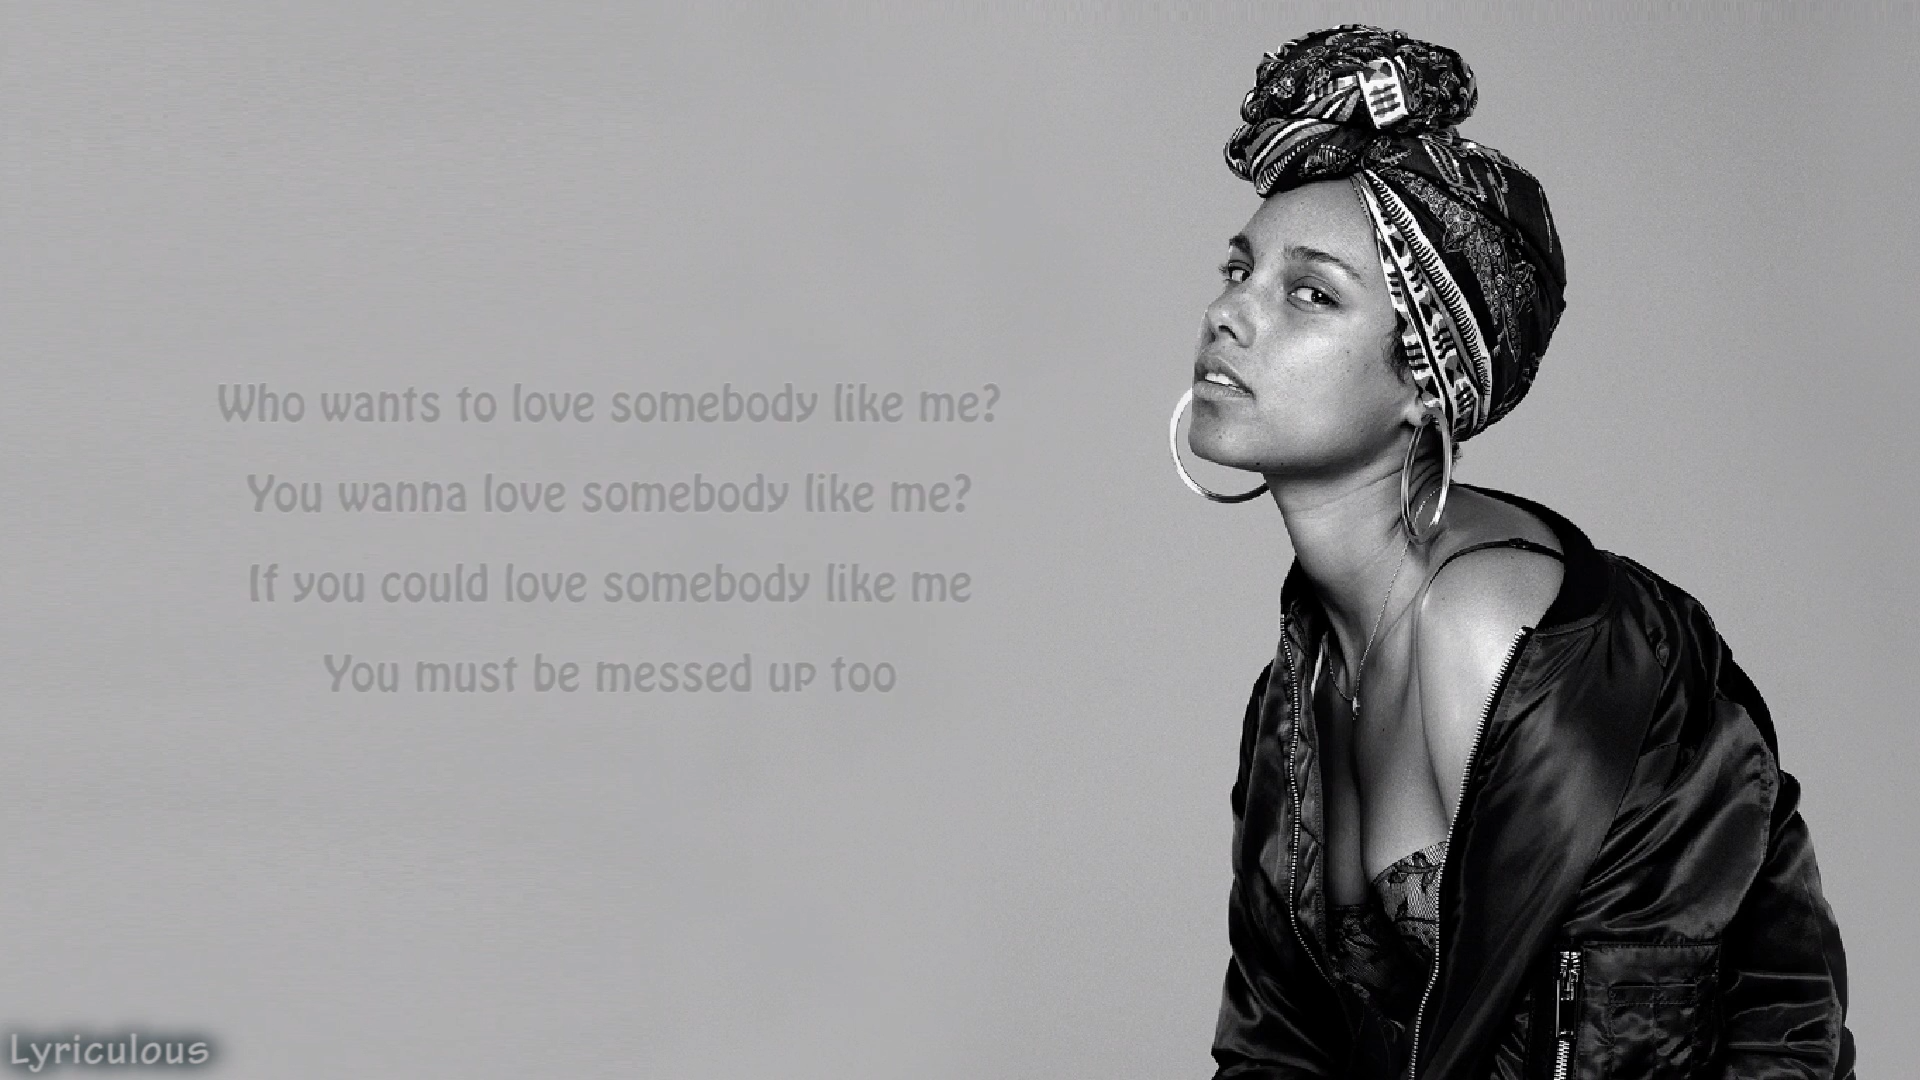 Who wants to love somebody like me?
You wanna love somebody like me?
If you could love somebody like me
You must be messed up too
Lyriculous